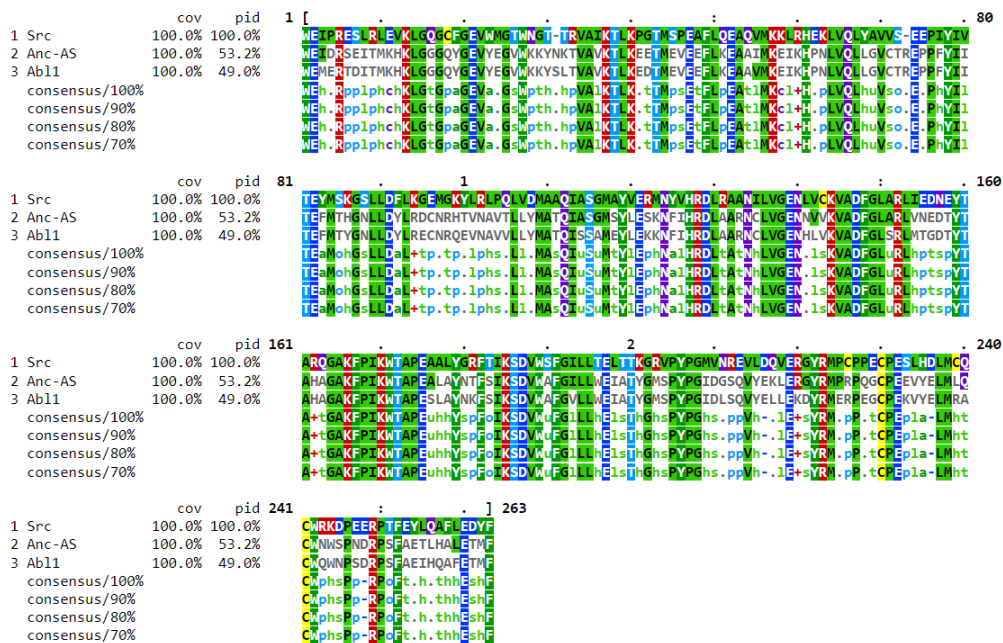 cov pid 1 [ . . . . : . . . 80
1 Src 100.0% 100.0% WEIPRESLRLEVKLGQGCFGEVWMGTWNGT-TRVAIKTLKPGTMSPEAFLQEAQVMKKLRHEKLVQLYAVVS-EEPIYIV
2 Anc-AS 100.0% 53.2% WEIDRSEITMKHKLGGGQYGEVYEGVWKKYNKTVAVKTLKEETMEVEEFLKEAAIMKEIKHPNLVQLLGVCTREPPFYII
3 Abl1 100.0% 49.0% WEMERTDITMKHKLGGGQYGEVYEGVWKKYSLTVAVKTLKEDTMEVEEFLKEAAVMKEIKHPNLVQLLGVCTREPPFYII
consensus/100% WEh.RpplphchKLGtGpaGEVa.GsWpth.hpVAlKTLK.tTMpsEtFLpEAtlMKcl+H.pLVQLhuVso.E.PhYIl
consensus/90% WEh.RpplphchKLGtGpaGEVa.GsWpth.hpVAlKTLK.tTMpsEtFLpEAtlMKcl+H.pLVQLhuVso.E.PhYIl
consensus/80% WEh.RpplphchKLGtGpaGEVa.GsWpth.hpVAlKTLK.tTMpsEtFLpEAtlMKcl+H.pLVQLhuVso.E.PhYIl
consensus/70% WEh.RpplphchKLGtGpaGEVa.GsWpth.hpVAlKTLK.tTMpsEtFLpEAtlMKcl+H.pLVQLhuVso.E.PhYIl
cov pid 81 . 1 . . . . : . 160
1 Src 100.0% 100.0% TEYMSKGSLLDFLKGEMGKYLRLPQLVDMAAQIASGMAYVERMNYVHRDLRAANILVGENLVCKVADFGLARLIEDNEYT
2 Anc-AS 100.0% 53.2% TEFMTHGNLLDYLRDCNRHTVNAVTLLYMATQIASGMSYLESKNFIHRDLAARNCLVGENNVVKVADFGLARLVNEDTYT
3 Abl1 100.0% 49.0% TEFMTYGNLLDYLRECNRQEVNAVVLLYMATQISSAMEYLEKKNFIHRDLAARNCLVGENHLVKVADFGLSRLMTGDTYT
consensus/100% TEaMohGsLLDaL+tp.tp.lphs.Ll.MAsQIuSuMtYlEphNalHRDLtAtNhLVGEN.lsKVADFGLuRLhptspYT
consensus/90% TEaMohGsLLDaL+tp.tp.lphs.Ll.MAsQIuSuMtYlEphNalHRDLtAtNhLVGEN.lsKVADFGLuRLhptspYT
consensus/80% TEaMohGsLLDaL+tp.tp.lphs.Ll.MAsQIuSuMtYlEphNalHRDLtAtNhLVGEN.lsKVADFGLuRLhptspYT
consensus/70% TEaMohGsLLDaL+tp.tp.lphs.Ll.MAsQIuSuMtYlEphNalHRDLtAtNhLVGEN.lsKVADFGLuRLhptspYT
cov pid 161 . . . 2 . . . . 240
1 Src 100.0% 100.0% ARQGAKFPIKWTAPEAALYGRFTIKSDVWSFGILLTELTTKGRVPYPGMVNREVLDQVERGYRMPCPPECPESLHDLMCQ
2 Anc-AS 100.0% 53.2% AHAGAKFPIKWTAPEALAYNTFSIKSDVWAFGILLWEIATYGMSPYPGIDGSQVYEKLERGYRMPRPQGCPEEVYELMLQ
3 Abl1 100.0% 49.0% AHAGAKFPIKWTAPESLAYNKFSIKSDVWAFGVLLWEIATYGMSPYPGIDLSQVYELLEKDYRMERPEGCPEKVYELMRA
consensus/100% A+tGAKFPIKWTAPEuhhYspFoIKSDVWuFGlLLhElsThGhsPYPGhs.ppVh-.lE+sYRM.pP.tCPEpla-LMht
consensus/90% A+tGAKFPIKWTAPEuhhYspFoIKSDVWuFGlLLhElsThGhsPYPGhs.ppVh-.lE+sYRM.pP.tCPEpla-LMht
consensus/80% A+tGAKFPIKWTAPEuhhYspFoIKSDVWuFGlLLhElsThGhsPYPGhs.ppVh-.lE+sYRM.pP.tCPEpla-LMht
consensus/70% A+tGAKFPIKWTAPEuhhYspFoIKSDVWuFGlLLhElsThGhsPYPGhs.ppVh-.lE+sYRM.pP.tCPEpla-LMht
cov pid 241 : . ] 263
1 Src 100.0% 100.0% CWRKDPEERPTFEYLQAFLEDYF
2 Anc-AS 100.0% 53.2% CWNWSPNDRPSFAETLHALETMF
3 Abl1 100.0% 49.0% CWQWNPSDRPSFAEIHQAFETMF
consensus/100% CWphsPp-RPoFt.h.thhEshF
consensus/90% CWphsPp-RPoFt.h.thhEshF
consensus/80% CWphsPp-RPoFt.h.thhEshF
consensus/70% CWphsPp-RPoFt.h.thhEshF